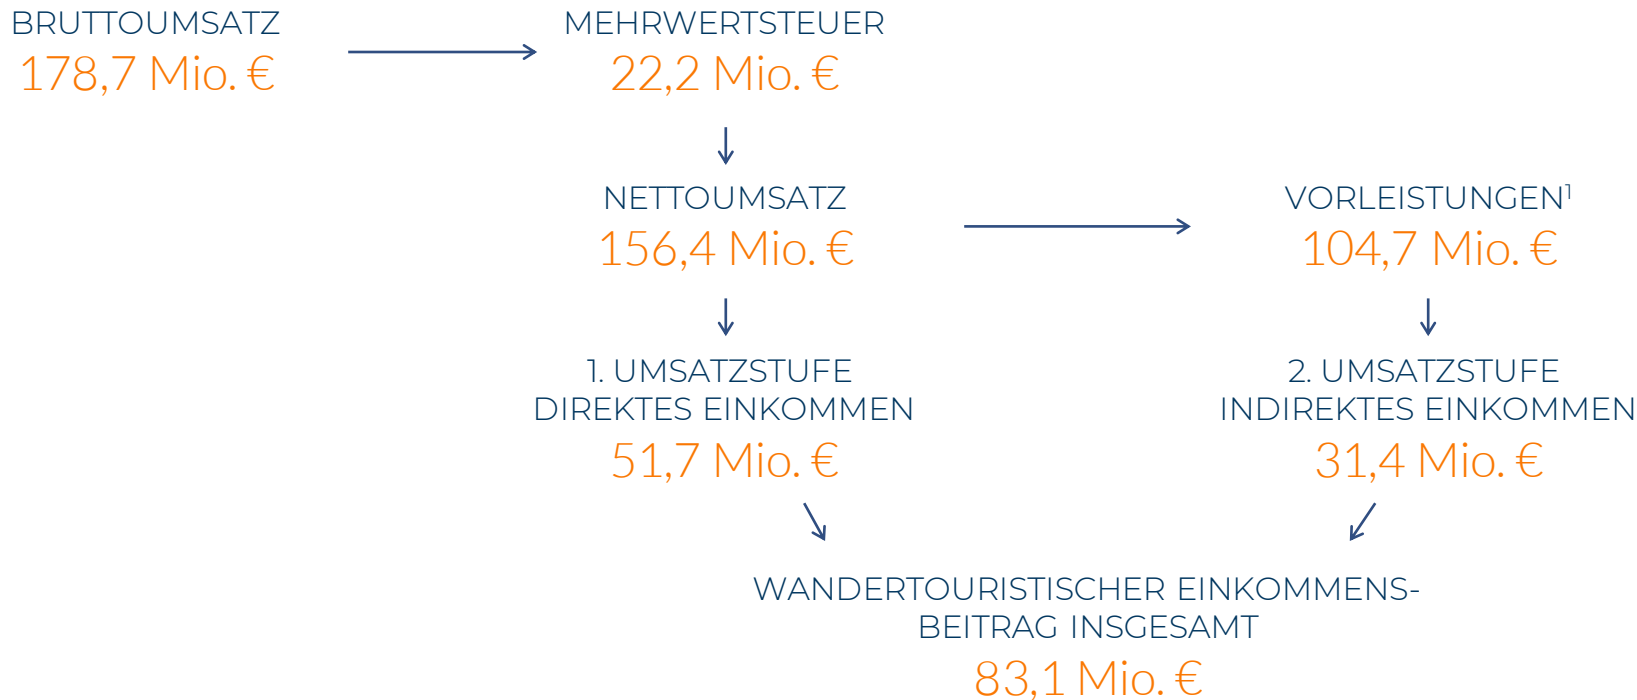 BRUTTOUMSATZ
178,7 Mio. €
MEHRWERTSTEUER
22,2 Mio. €
NETTOUMSATZ
156,4 Mio. €
VORLEISTUNGEN¹
104,7 Mio. €
1. UMSATZSTUFE
DIREKTES EINKOMMEN
51,7 Mio. €
2. UMSATZSTUFE
INDIREKTES EINKOMMEN
31,4 Mio. €
WANDERTOURISTISCHER EINKOMMENS-
BEITRAG INSGESAMT
83,1 Mio. €